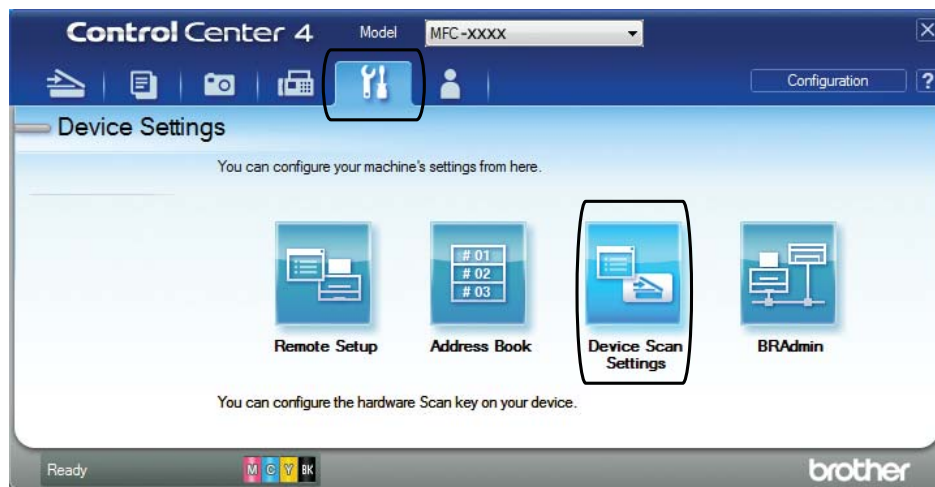 Control Center 4 Model MFC-XXXX
Configuration ?
Device Settings
You can configure your machine's settings from here.
# 01
# 02
# 03
Remote Setup Address Book Device Scan Settings BRAdmin
You can configure the hardware Scan key on your device.
Ready M C Y BK brother